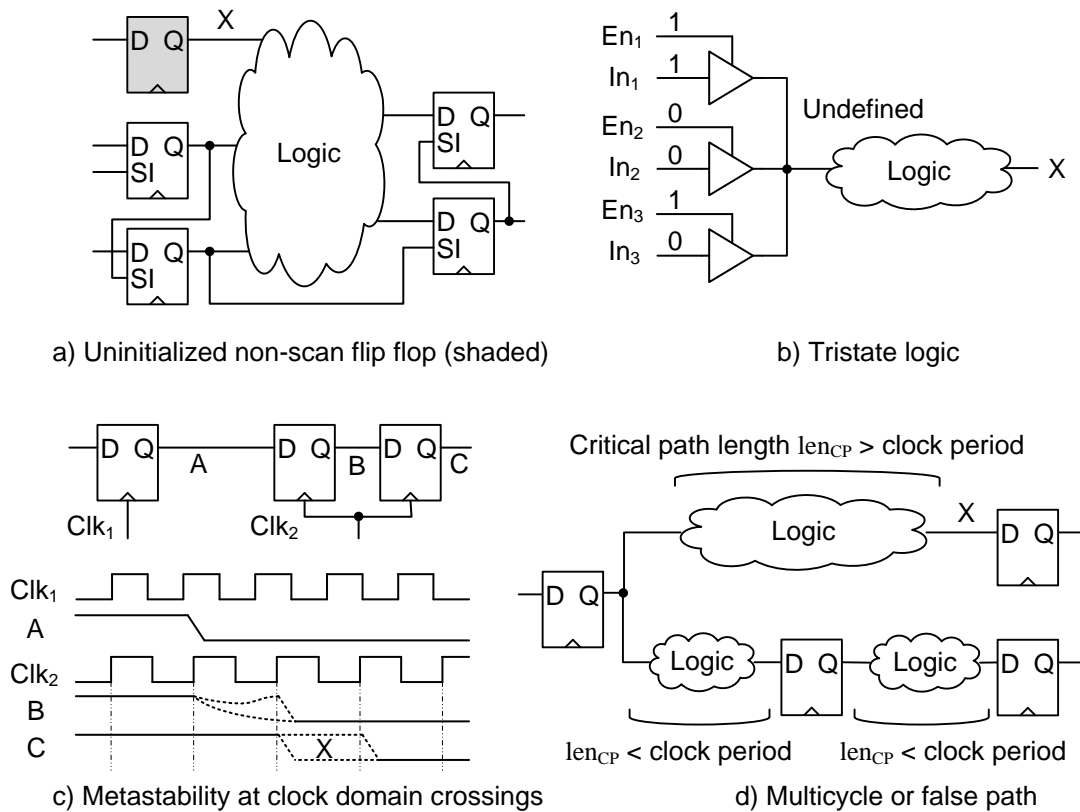 X
D Q
D Q
SI
D Q
SI
Logic
D Q
SI
D Q
SI
a) Uninitialized non-scan flip flop (shaded)
En1 1
In1 1
En2 0
In2 0
En3 1
In3 0
Undefined
Logic
X
b) Tristate logic
D Q
A
D Q
B
D Q
C
Clk1
Clk2
Clk1
A
Clk2
B
C
X
c) Metastability at clock domain crossings
Critical path length lenCP > clock period
Logic
X
D Q
D Q
Logic
D Q
Logic
D Q
lenCP < clock period
lenCP < clock period
d) Multicycle or false path